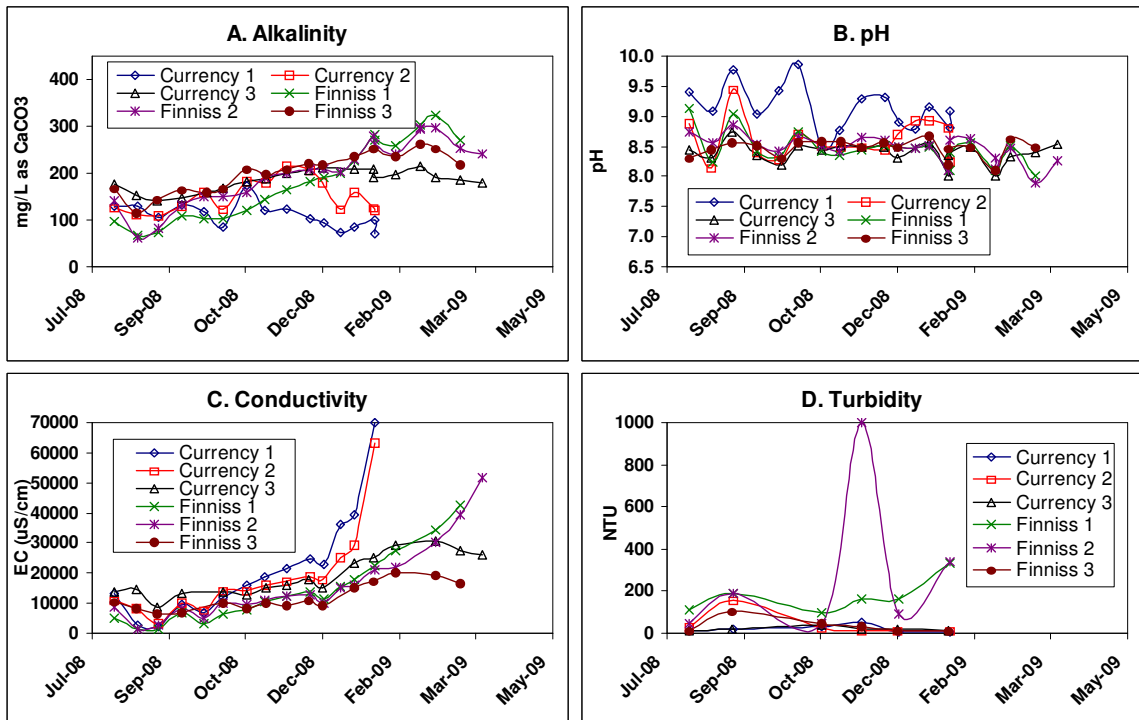 A. Alkalinity
mg/L as CaCO3
450
400
300
200
100
0
Currency 1
Currency 2
Currency 3
Finniss 1
Finniss 2
Finniss 3
Jul-08
Sep-08
Oct-08
Dec-08
Feb-09
Mar-09
May-09
B. pH
pH
10.0
9.5
9.0
8.5
8.0
7.5
7.0
6.5
Currency 1
Currency 2
Currency 3
Finniss 1
Finniss 2
Finniss 3
Jul-08
Sep-08
Oct-08
Dec-08
Feb-09
Mar-09
May-09
C. Conductivity
EC (uS/cm)
70000
60000
50000
40000
30000
20000
10000
0
Currency 1
Currency 2
Currency 3
Finniss 1
Finniss 2
Finniss 3
Jul-08
Sep-08
Oct-08
Dec-08
Feb-09
Mar-09
May-09
D. Turbidity
NTU
1000
800
600
400
200
0
Currency 1
Currency 2
Currency 3
Finniss 1
Finniss 2
Finniss 3
Jul-08
Sep-08
Oct-08
Dec-08
Feb-09
Mar-09
May-09